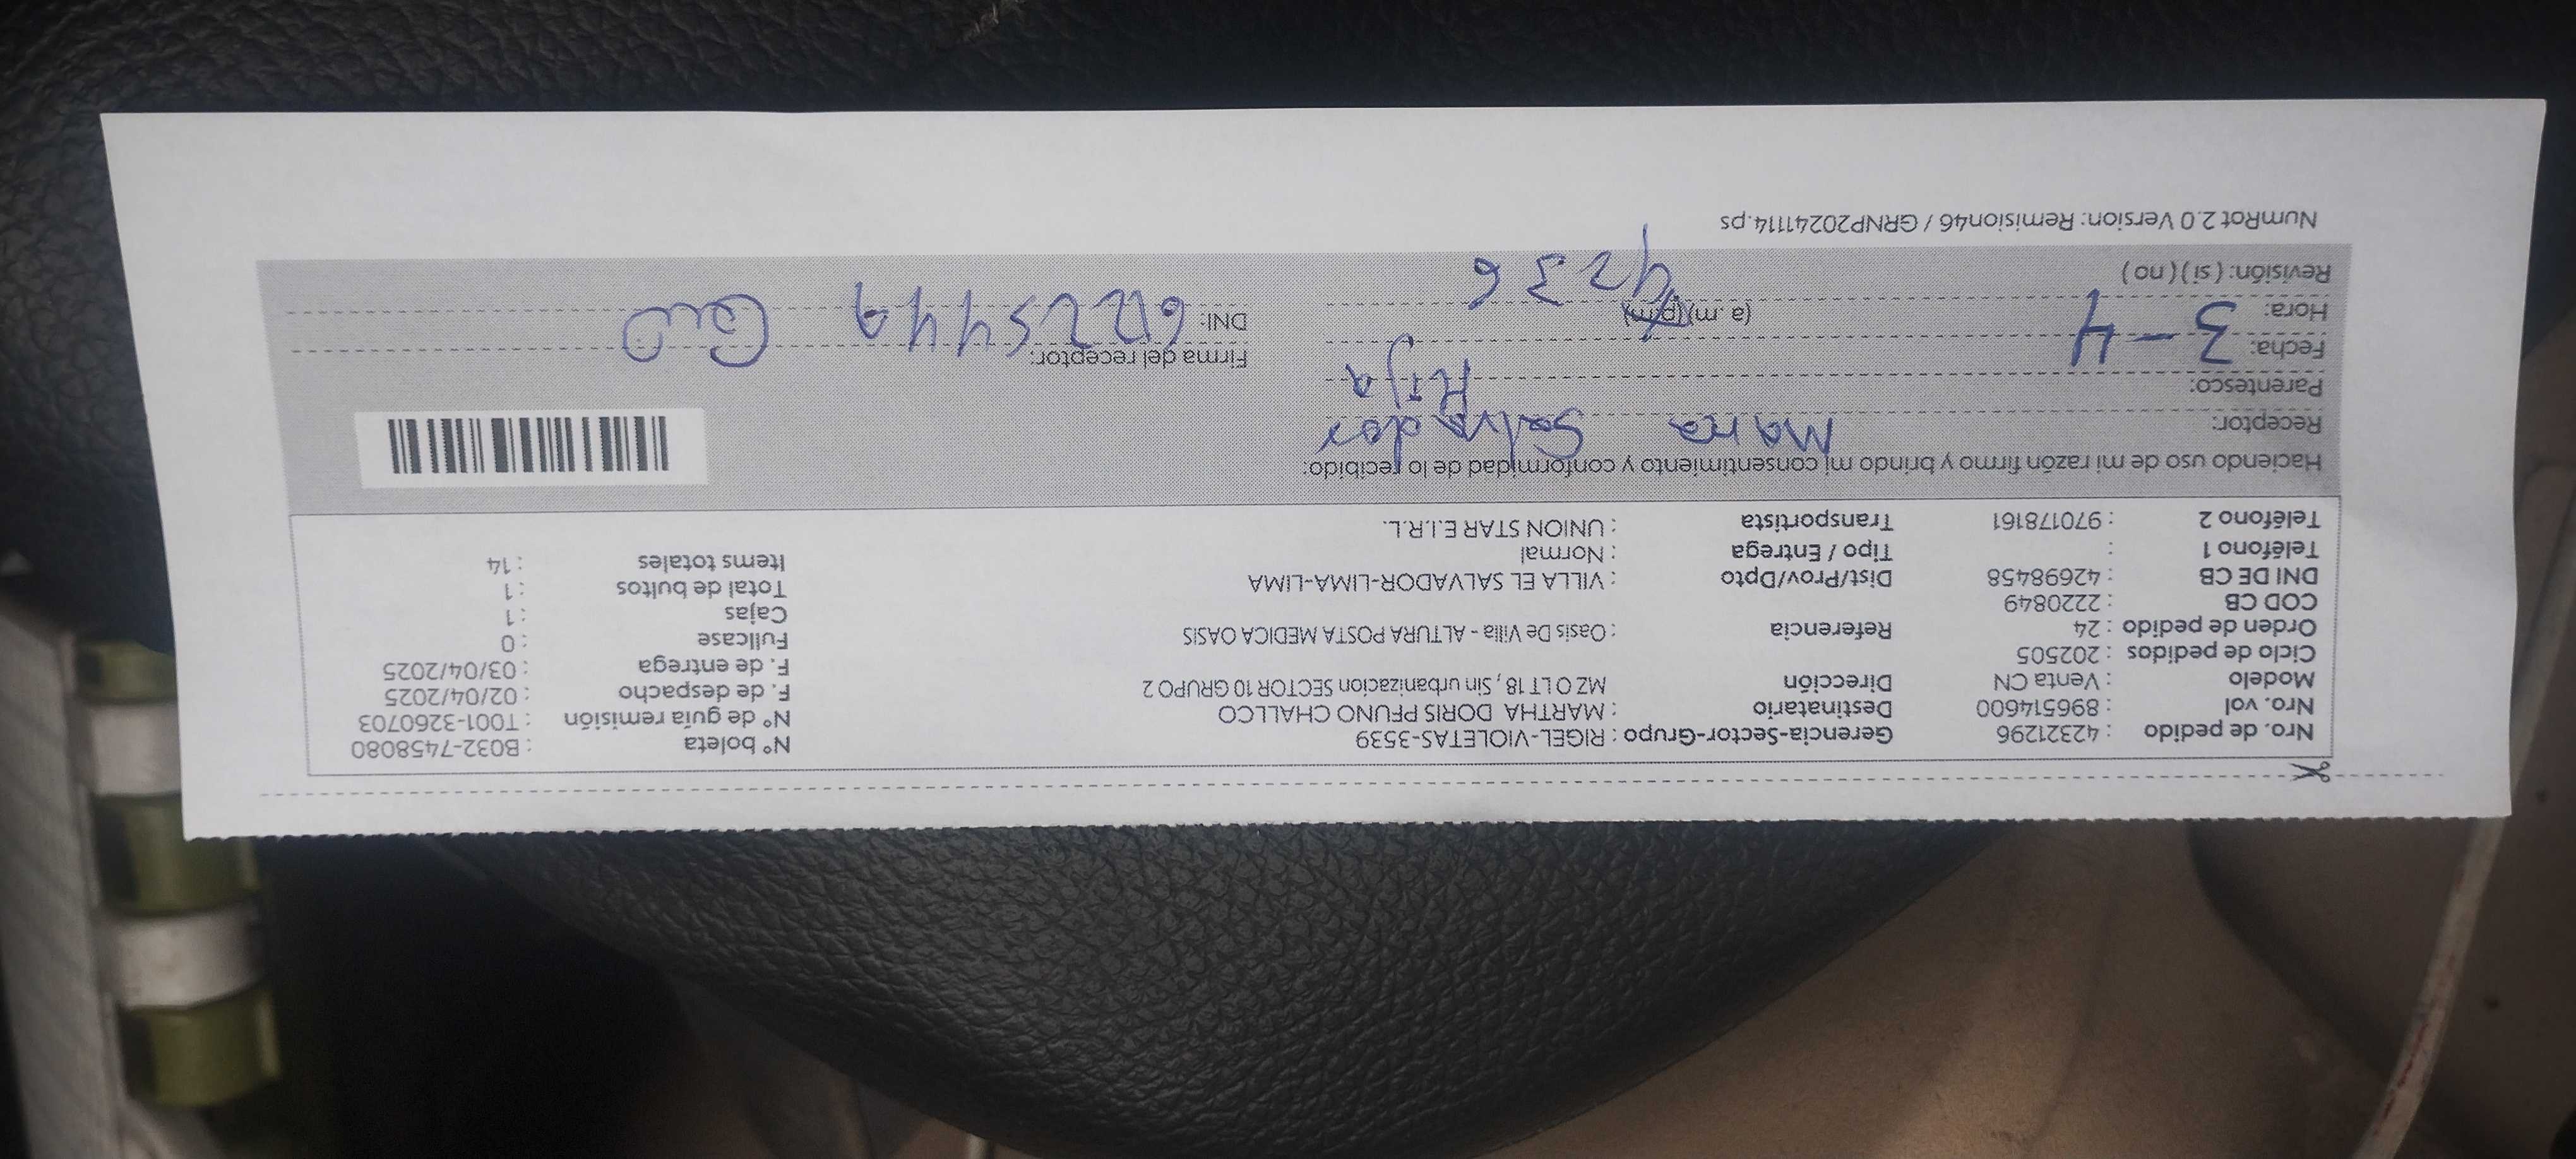 Nro. de pedido : 42321296 Gerencia-Sector-Grupo : RIGEL-VIOLETAS-3539 N° boleta : B032-7458080
Nro. vol : 896514600 Destinatario : MARTHA DORIS PFUNO CHALLCO N° de guía remisión : T001-3260703
Modelo : Venta CN Dirección MZ O LT 18 , Sin urbanizacion SECTOR 10 GRUPO 2 F. de despacho : 02/04/2025
Ciclo de pedidos : 202505 F. de entrega : 03/04/2025
Orden de pedido : 24 Referencia : Oasis De Villa - ALTURA POSTA MEDICA OASIS Fullcase : 0
COD CB : 2220849 Cajas : 1
DNI DE CB : 42698458 Dist/Prov/Dpto : VILLA EL SALVADOR-LIMA-LIMA Total de bultos : 1
Teléfono 1 : Tipo / Entrega : Normal Items totales : 14
Teléfono 2 : 970178161 Transportista : UNION STAR E.I.R.L.
Haciendo uso de mi razón firmo y brindo mi consentimiento y conformidad de lo recibido:
Receptor: Salvador
Parentesco: Hija
Fecha: 3-4 Firma del receptor:
Hora: (a.m)(p.m) DNI:
Revisión: ( si ) ( no )
NumRot 2.0 Version: Remision46 / GRNP20241114.ps